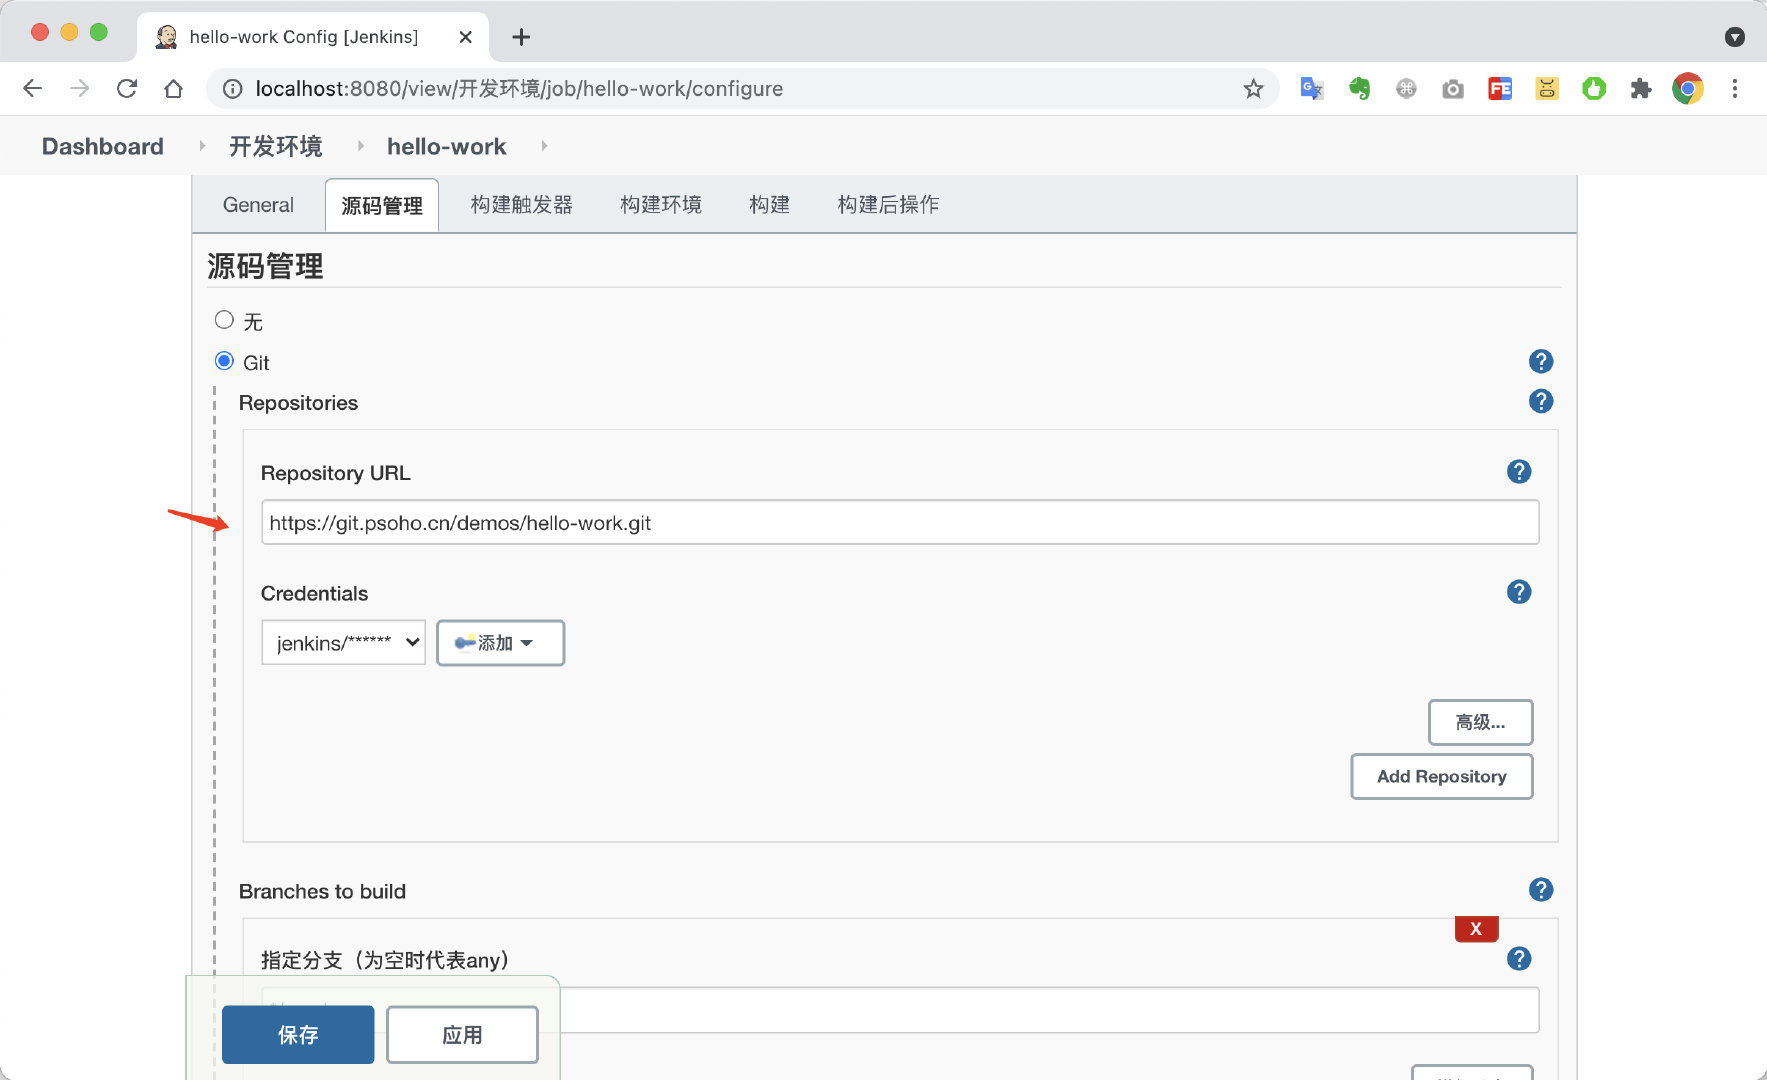 hello-work Config [Jenkins]
localhost:8080/view/开发环境/job/hello-work/configure
Dashboard 开发环境 hello-work
General 源码管理 构建触发器 构建环境 构建 构建后操作
源码管理
无
Git
Repositories
Repository URL
https://git.psoho.cn/demos/hello-work.git
Credentials
jenkins/****** 添加
高级...
Add Repository
Branches to build
X
指定分支（为空时代表any）
保存 应用